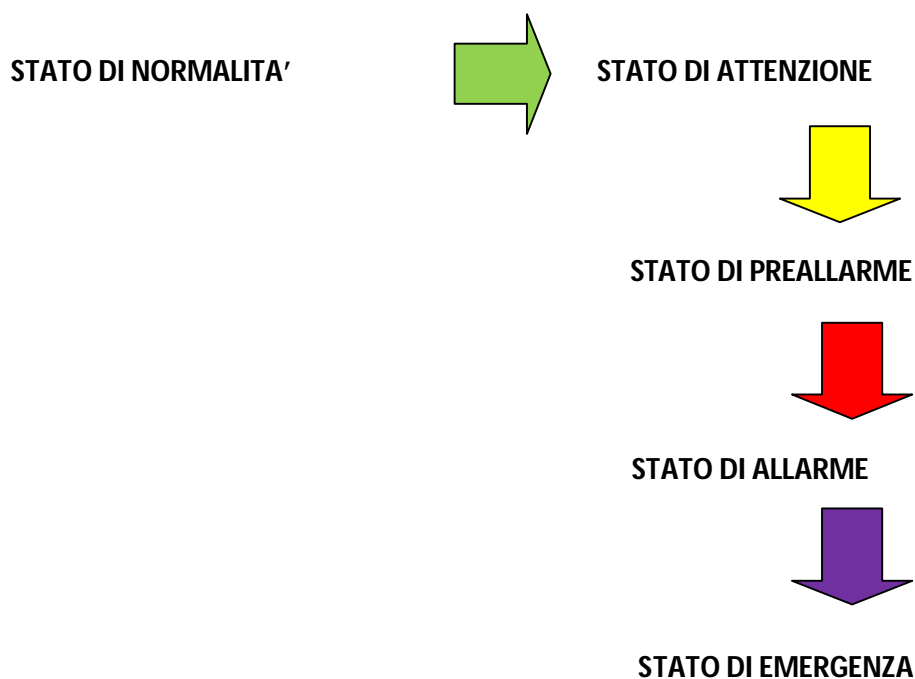 STATO DI NORMALITA’
STATO DI ATTENZIONE
STATO DI PREALLARME
STATO DI ALLARME
STATO DI EMERGENZA